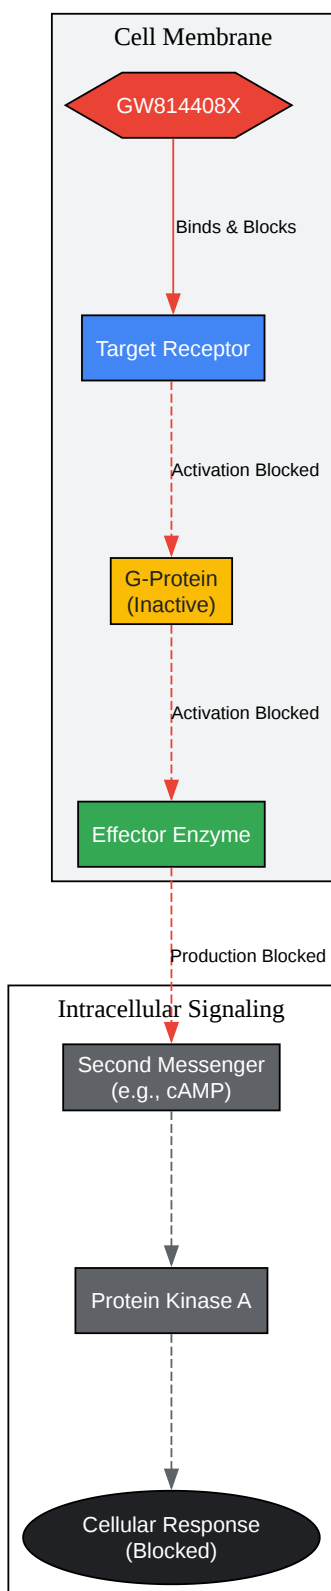 Cell Membrane
GW814408X
Binds & Blocks
Target Receptor
Activation Blocked
G-Protein
(Inactive)
Activation Blocked
Effector Enzyme
Production Blocked
Intracellular Signaling
Second Messenger
(e.g., cAMP)
Protein Kinase A
Cellular Response
(Blocked)